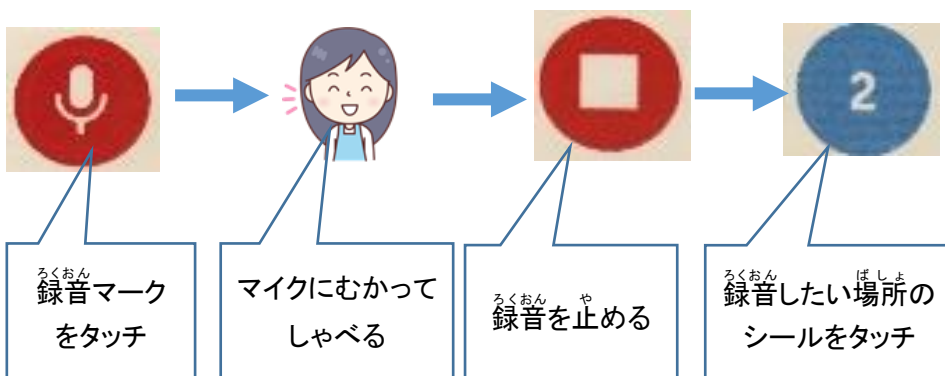 2
ろくおん
録音マーク
をタッチ
マイクにむかって
しゃべる
ろくおん や
録音を止める
ろくおん ばしょ
録音したい場所の
シールをタッチ